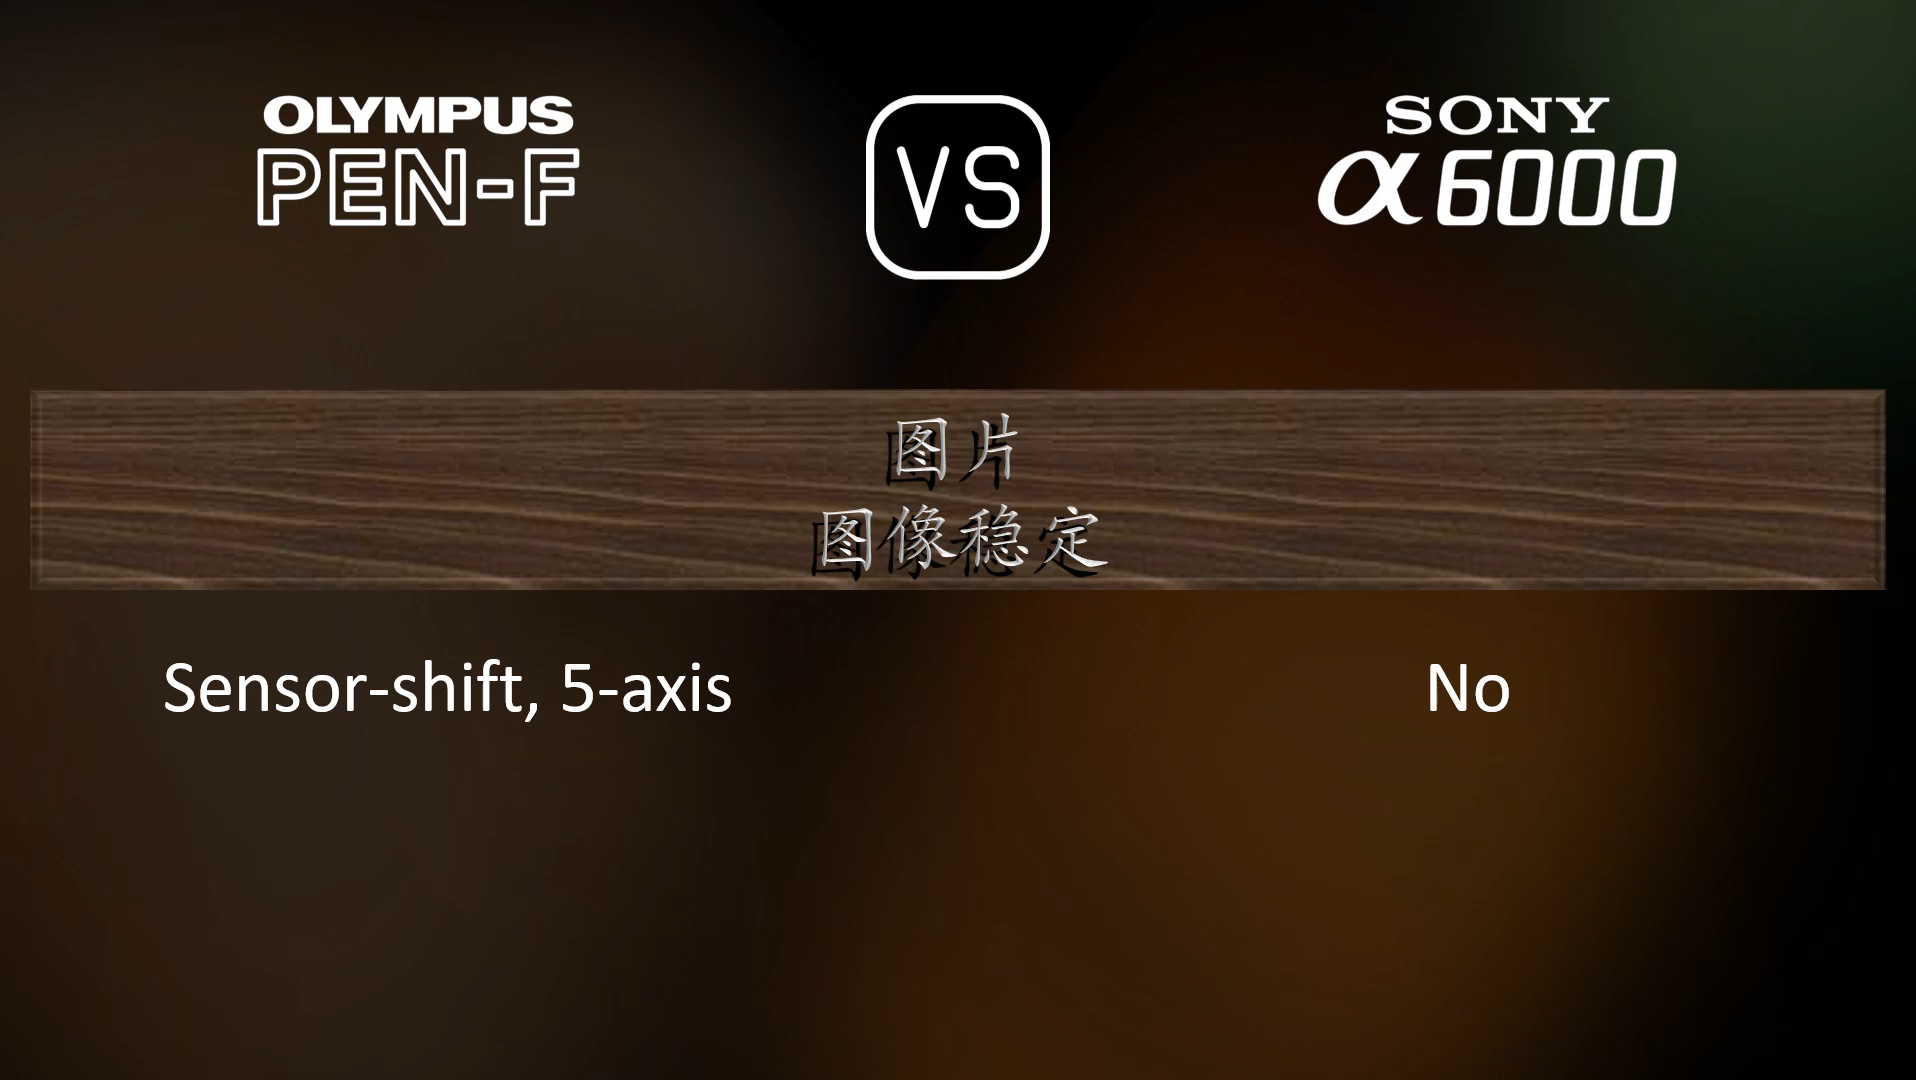 OLYMPUS
PEN-F
VS
SONY
α6000
图片
图像稳定
Sensor-shift, 5-axis
No